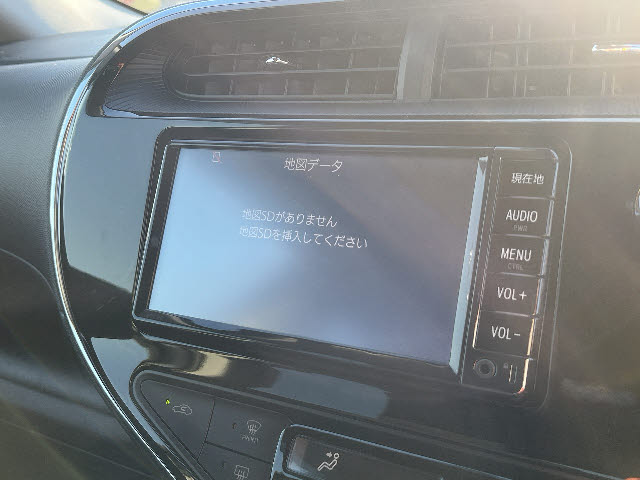 地図データ
地図SDがありません
地図SDを挿入してください
現在地
AUDIO
PWR
MENU
CTRL
VOL+
VOL-